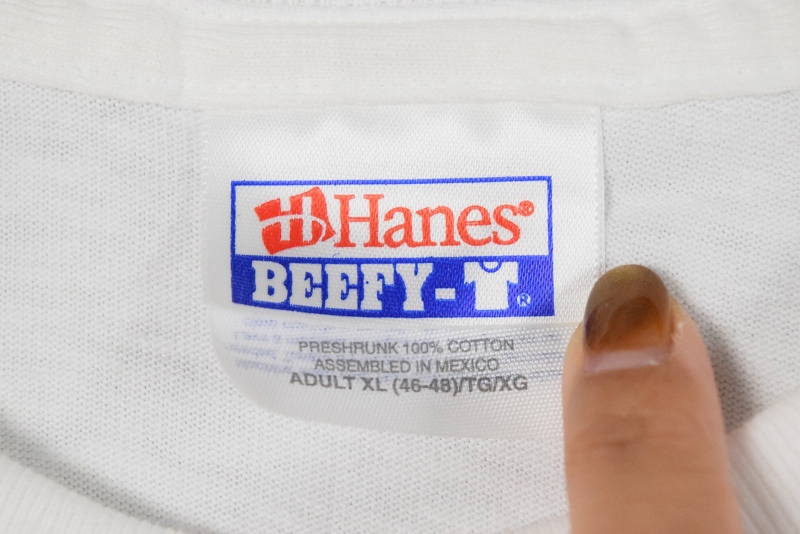 Hanes®
BEEFY-T®
PRESHRUNK 100% COTTON
ASSEMBLED IN MEXICO
ADULT XL (46-48)/TG/XG